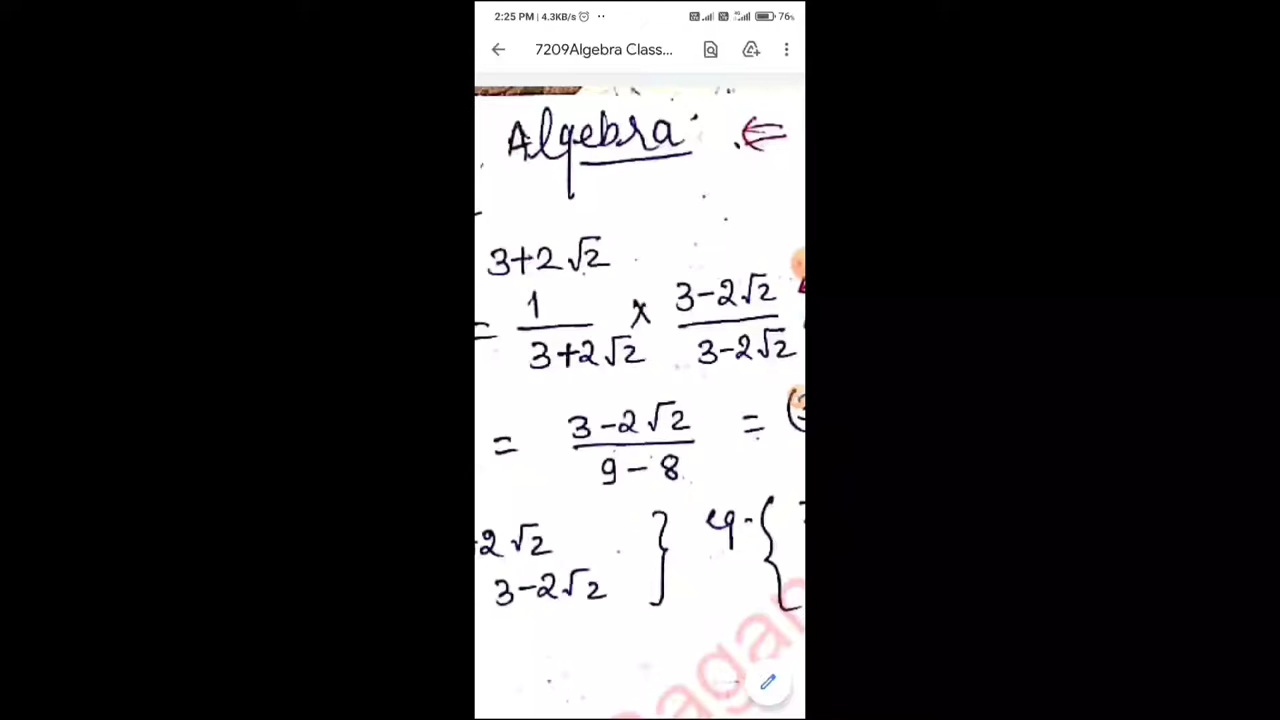 2:25 PM | 4.3KB/s
76%
7209Algebra Class...
Algebra
3+2√2
= 1/(3+2√2) × (3-2√2)/(3-2√2)
= (3-2√2)/(9-8) =
2√2
3-2√2 } eg. {